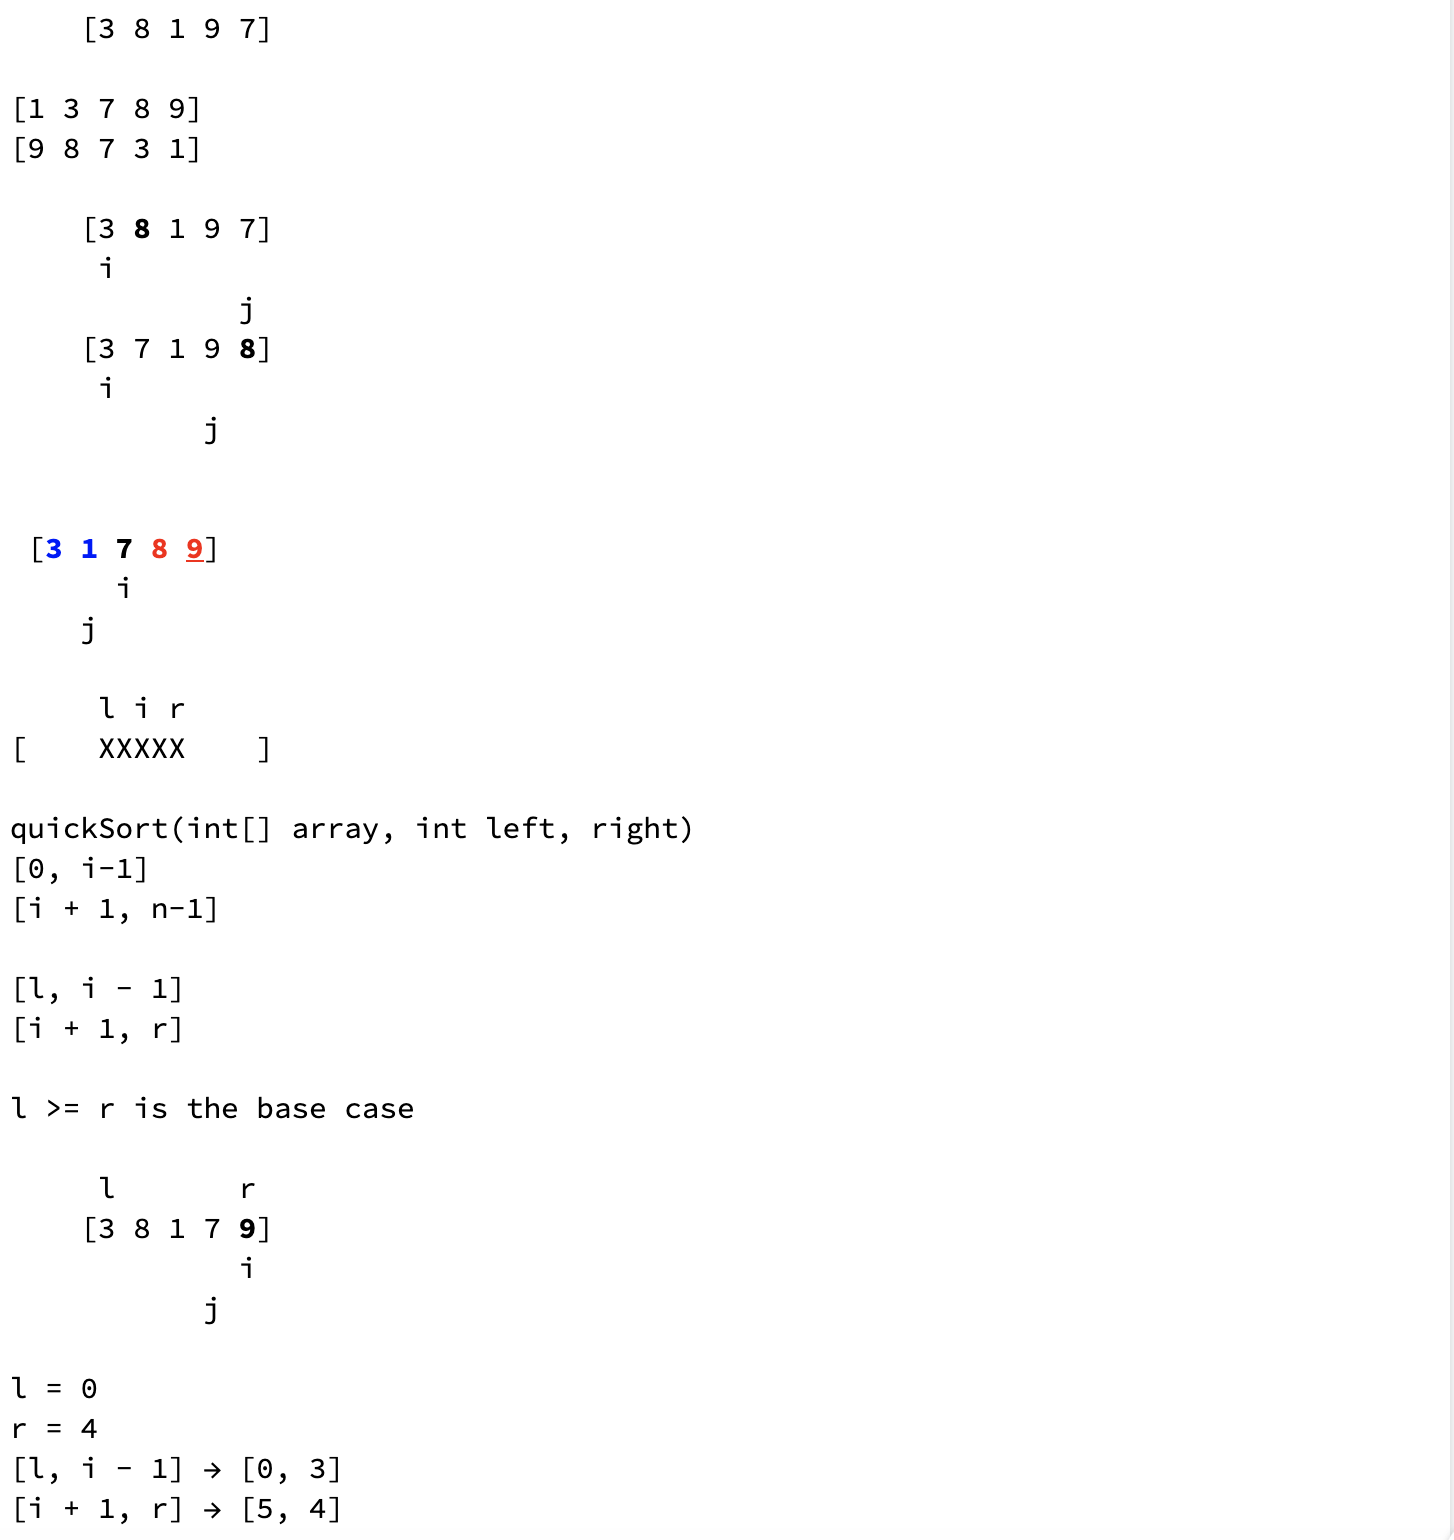 [3 8 1 9 7]
[1 3 7 8 9]
[9 8 7 3 1]
[3 8 1 9 7]
i
j
[3 7 1 9 8]
i
j
[3 1 7 8 9]
i
j
l i r
[    XXXXX    ]
quickSort(int[] array, int left, right)
[0, i-1]
[i + 1, n-1]
[l, i - 1]
[i + 1, r]
l >= r is the base case
l       r
[3 8 1 7 9]
i
j
l = 0
r = 4
[l, i - 1] → [0, 3]
[i + 1, r] → [5, 4]